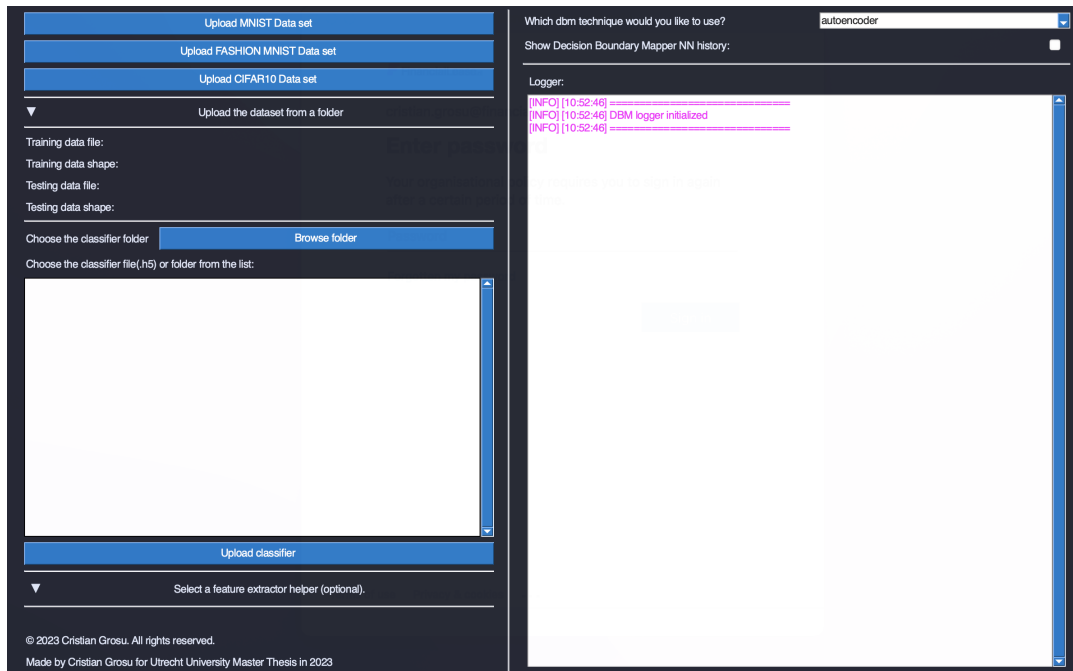 Upload MNIST Data set
Upload FASHION MNIST Data set
Upload CIFAR10 Data set
▼ Upload the dataset from a folder
Training data file:
Training data shape:
Testing data file:
Testing data shape:
Choose the classifier folder Browse folder
Choose the classifier file(.h5) or folder from the list:
Upload classifier
▼ Select a feature extractor helper (optional).
© 2023 Cristian Grosu. All rights reserved.
Made by Cristian Grosu for Utrecht University Master Thesis in 2023
Which dbm technique would you like to use? autoencoder
Show Decision Boundary Mapper NN history:
Logger:
[INFO] [10:52:46] ==============================
[INFO] [10:52:46] DBM logger initialized
[INFO] [10:52:46] ==============================
Enter password